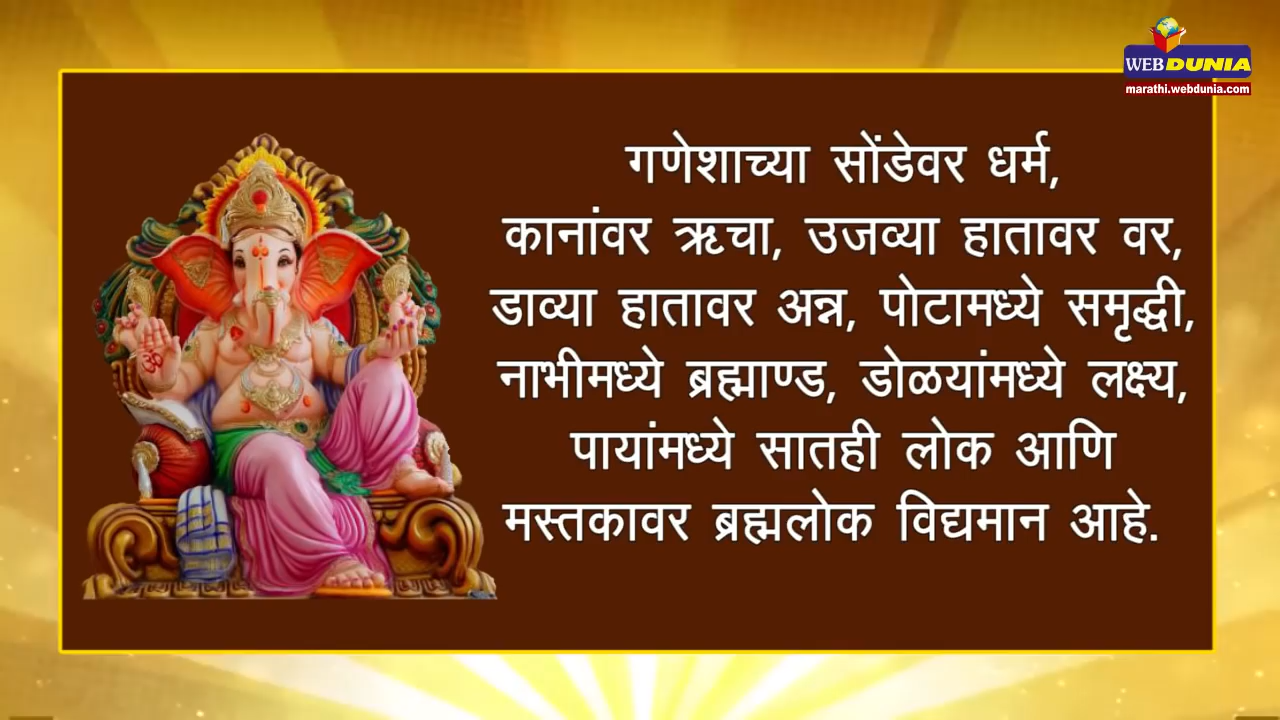 WEBDUNIA
marathi.webdunia.com
गणेशाच्या सोंडेवर धर्म,
कानांवर ऋचा, उजव्या हातावर वर,
डाव्या हातावर अन्न, पोटामध्ये समृद्धी,
नाभीमध्ये ब्रह्माण्ड, डोळयांमध्ये लक्ष्य,
पायांमध्ये सातही लोक आणि
मस्तकावर ब्रह्मलोक विद्यमान आहे.
ॐ